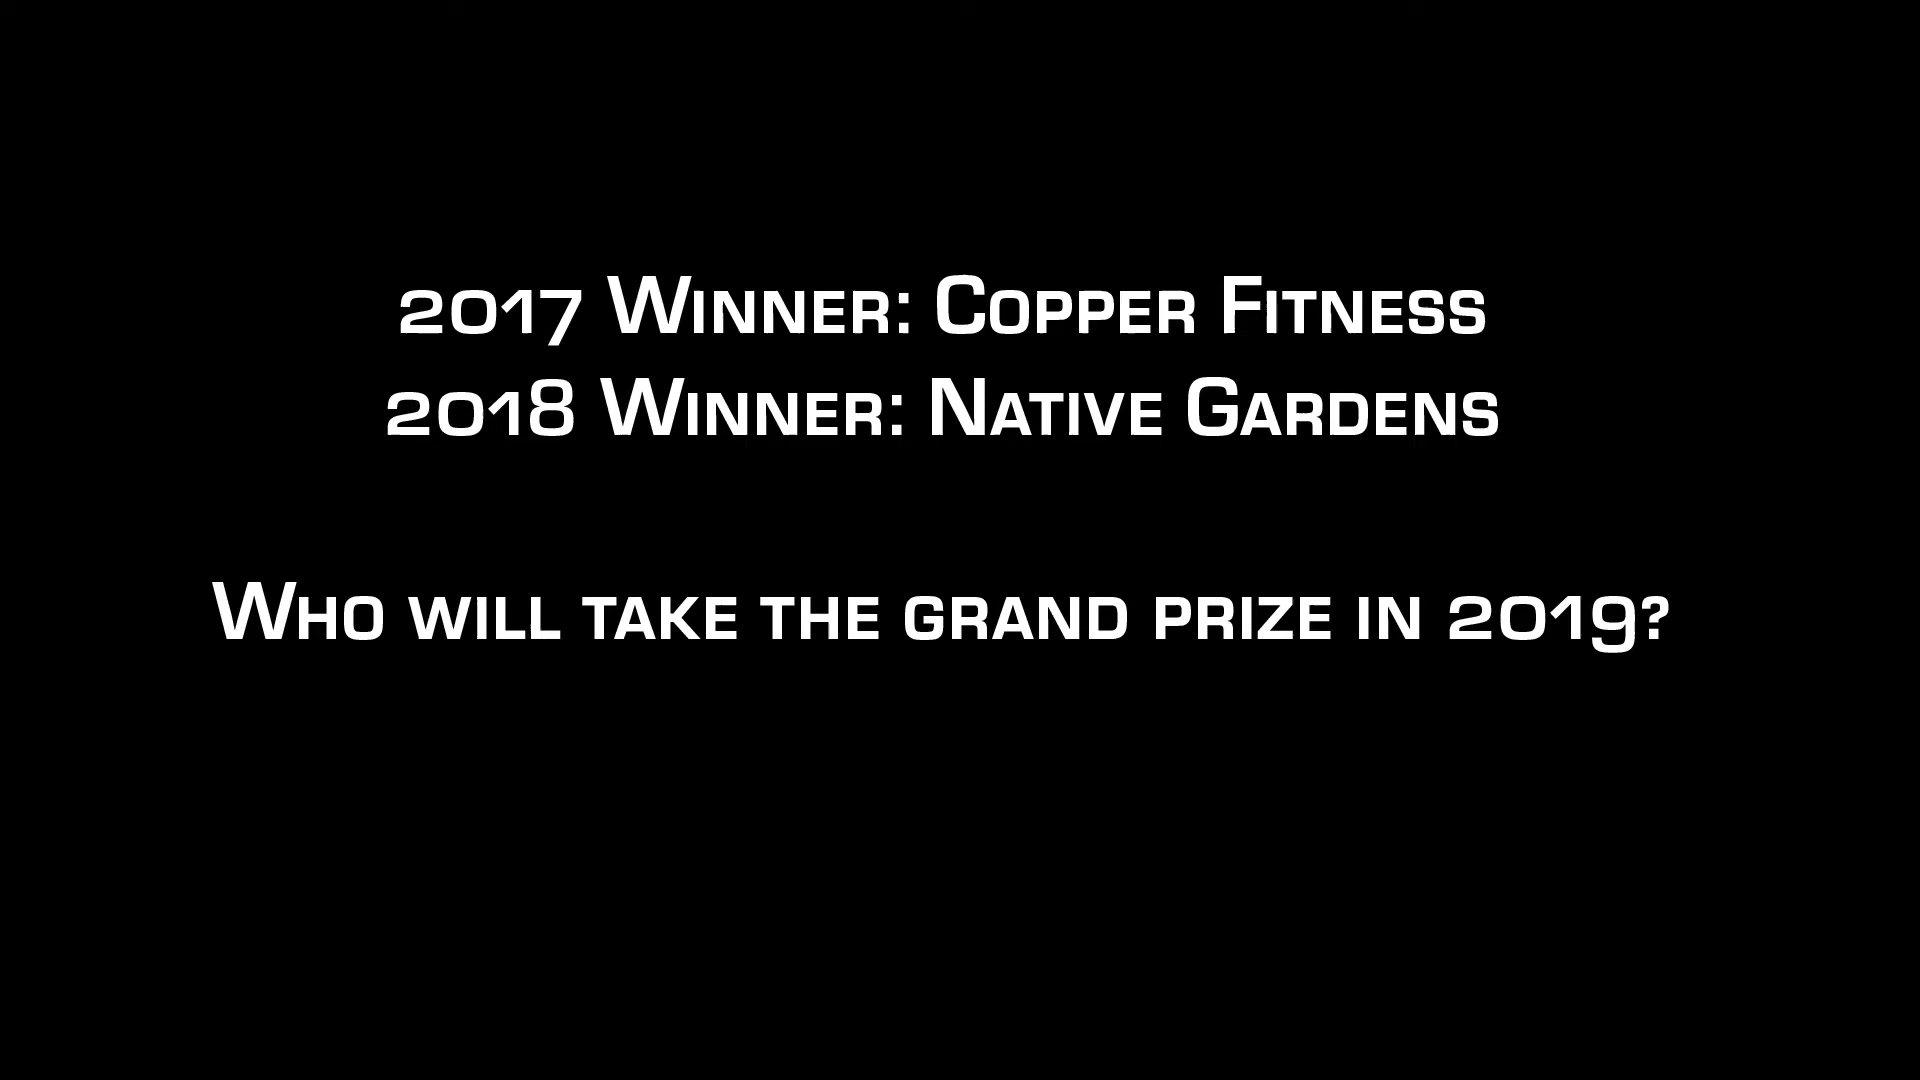 2017 Winner: Copper Fitness
2018 Winner: Native Gardens
Who will take the grand prize in 2019?